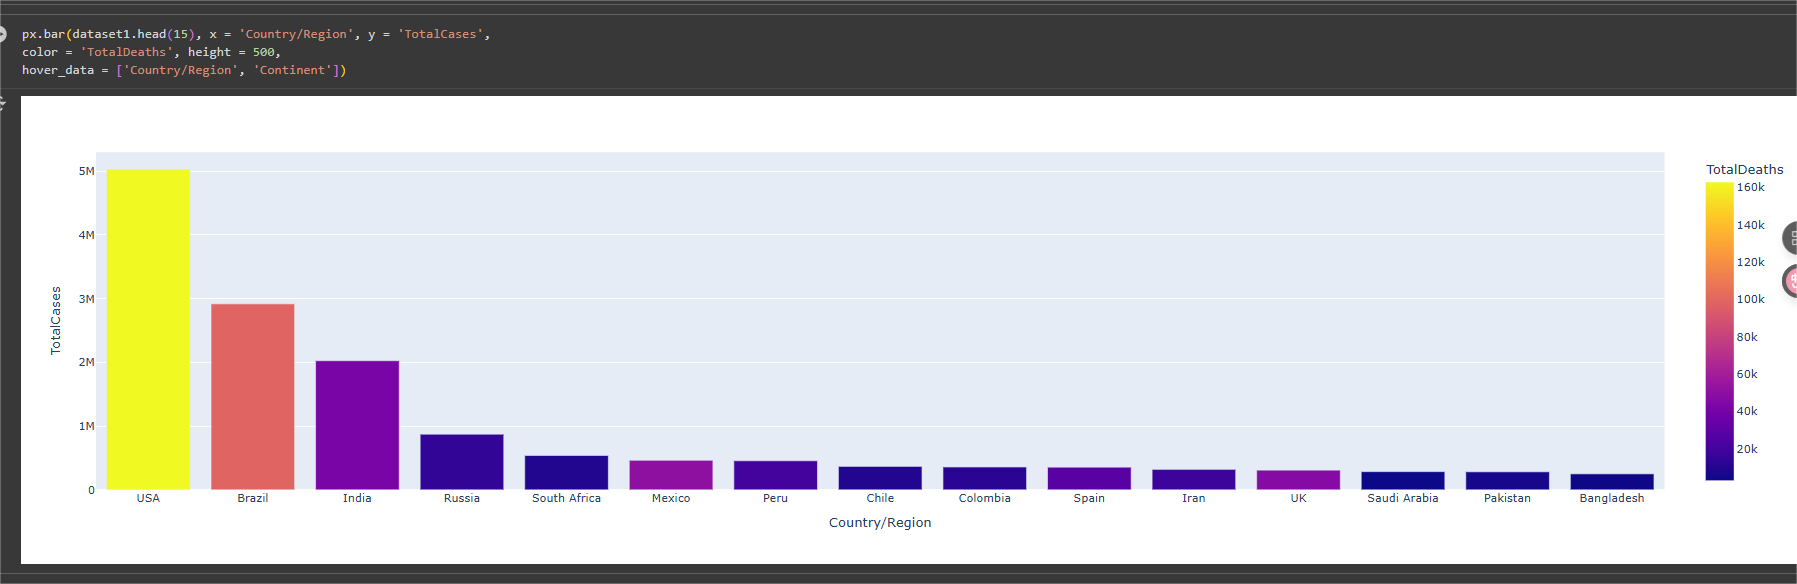 px.bar(dataset1.head(15), x = 'Country/Region', y = 'TotalCases',
color = 'TotalDeaths', height = 500,
hover_data = ['Country/Region', 'Continent'])
TotalDeaths
160k
140k
120k
100k
80k
60k
40k
20k
TotalCases
5M
4M
3M
2M
1M
0
USA Brazil India Russia South Africa Mexico Peru Chile Colombia Spain Iran UK Saudi Arabia Pakistan Bangladesh
Country/Region